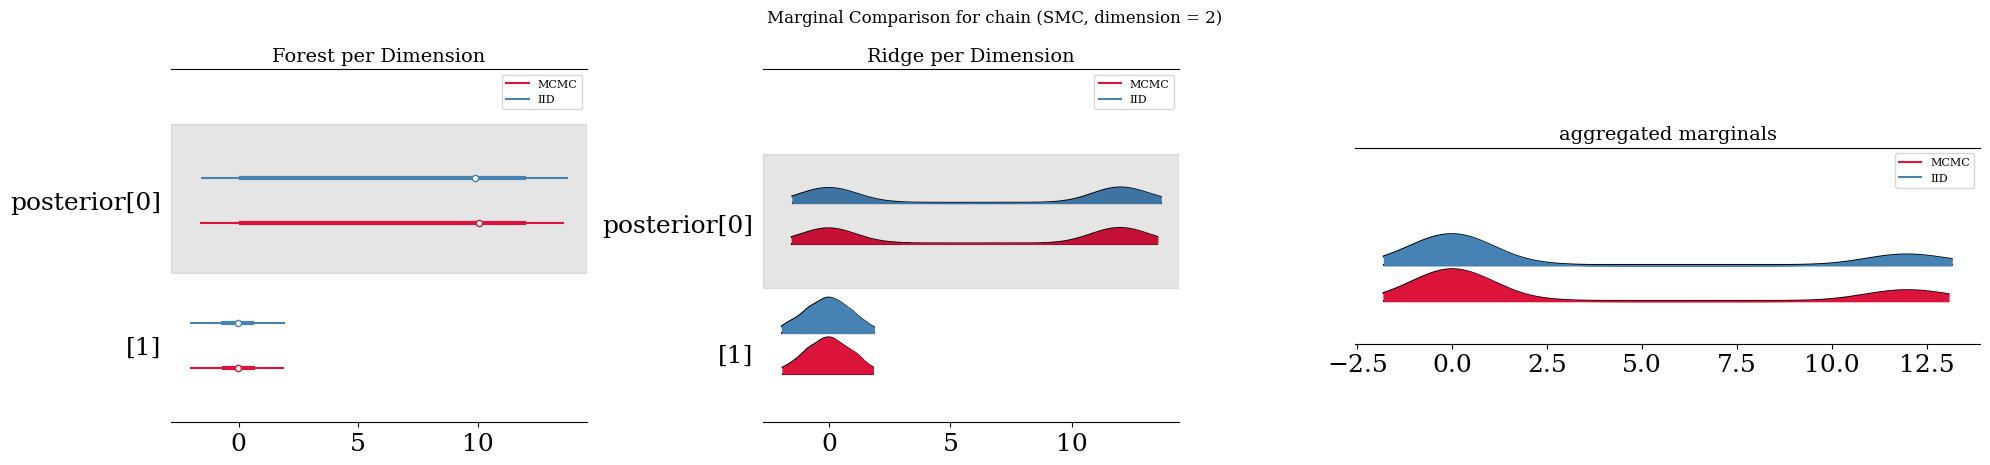 Marginal Comparison for chain (SMC, dimension = 2)
Forest per Dimension
MCMC
IID
posterior[0]
[1]
0 5 10
Ridge per Dimension
MCMC
IID
posterior[0]
[1]
0 5 10
aggregated marginals
MCMC
IID
−2.5 0.0 2.5 5.0 7.5 10.0 12.5